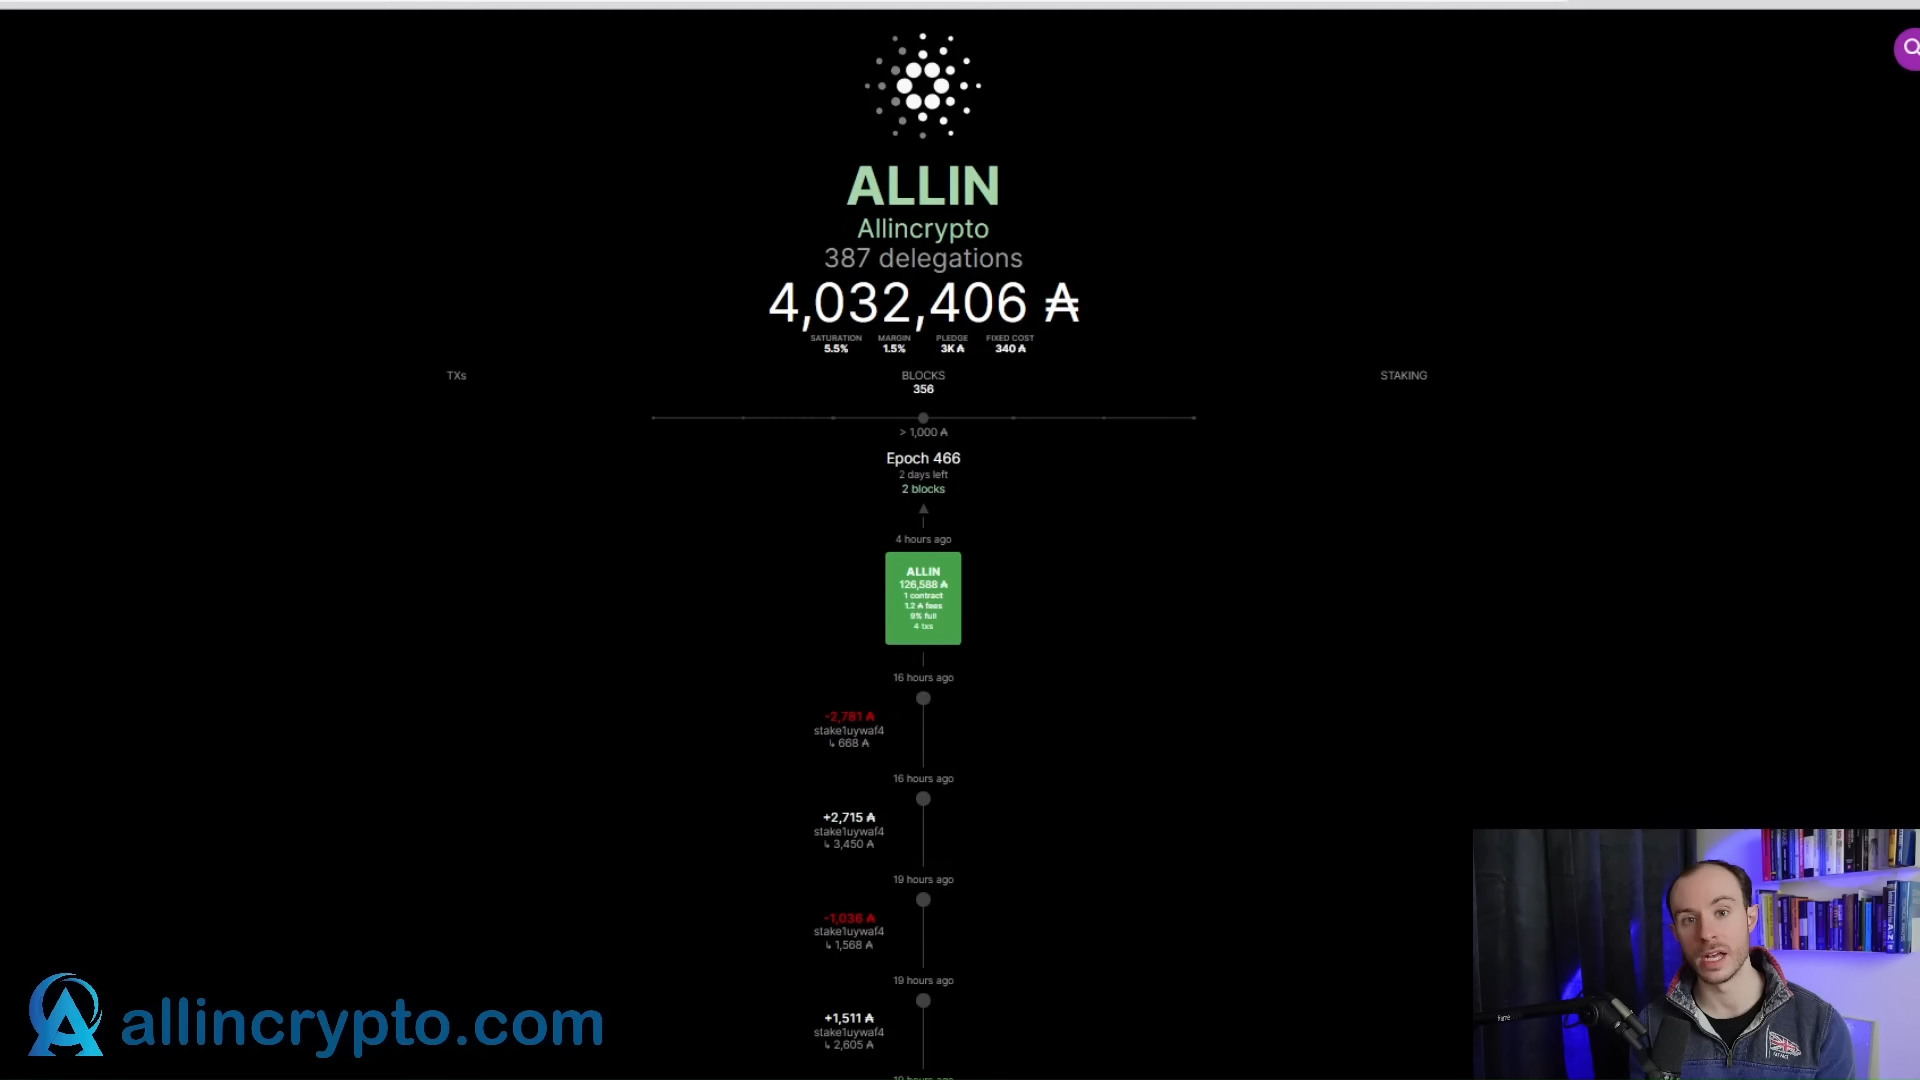 ALLIN
Allincrypto
387 delegations
4,032,406 ₳
SATURATION MARGIN PLEDGE FIXED COST
5.5% 1.5% 3K ₳ 340 ₳
TXs BLOCKS STAKING
356
> 1,000 ₳
Epoch 466
2 days left
2 blocks
4 hours ago
ALLIN
126,588 ₳
1 contract
1.2 ₳ fees
9% full
4 txs
16 hours ago
-2,781 ₳
stake1uywaf4
↳ 668 ₳
16 hours ago
+2,715 ₳
stake1uywaf4
↳ 3,450 ₳
19 hours ago
-1,036 ₳
stake1uywaf4
↳ 1,568 ₳
19 hours ago
+1,511 ₳
stake1uywaf4
↳ 2,605 ₳
19 hours ago
allincrypto.com